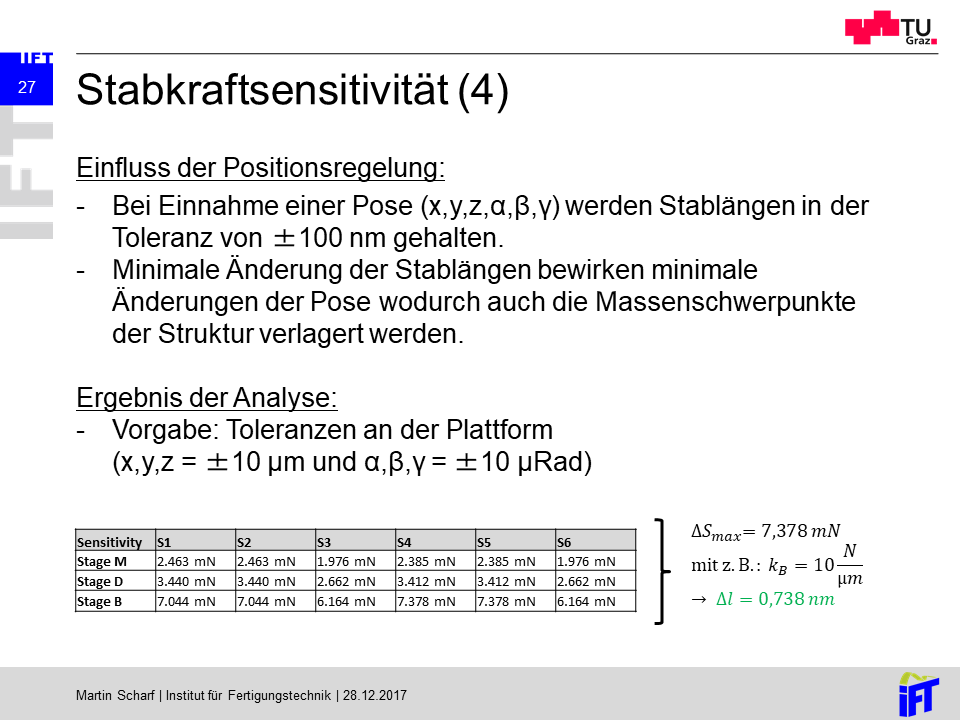 TU
Graz
IFT
27
IFT
Stabkraftsensitivität (4)
Einfluss der Positionsregelung:
- Bei Einnahme einer Pose (x,y,z,α,β,γ) werden Stablängen in der
Toleranz von ±100 nm gehalten.
- Minimale Änderung der Stablängen bewirken minimale
Änderungen der Pose wodurch auch die Massenschwerpunkte
der Struktur verlagert werden.
Ergebnis der Analyse:
- Vorgabe: Toleranzen an der Plattform
(x,y,z = ±10 µm und α,β,γ = ±10 µRad)
Sensitivity S1 S2 S3 S4 S5 S6
Stage M 2.463 mN 2.463 mN 1.976 mN 2.385 mN 2.385 mN 1.976 mN
Stage D 3.440 mN 3.440 mN 2.662 mN 3.412 mN 3.412 mN 2.662 mN
Stage B 7.044 mN 7.044 mN 6.164 mN 7.378 mN 7.378 mN 6.164 mN
ΔS_max = 7,378 mN
mit z. B.: k_B = 10 N/µm
→ Δl = 0,738 nm
Martin Scharf | Institut für Fertigungstechnik | 28.12.2017
iFT